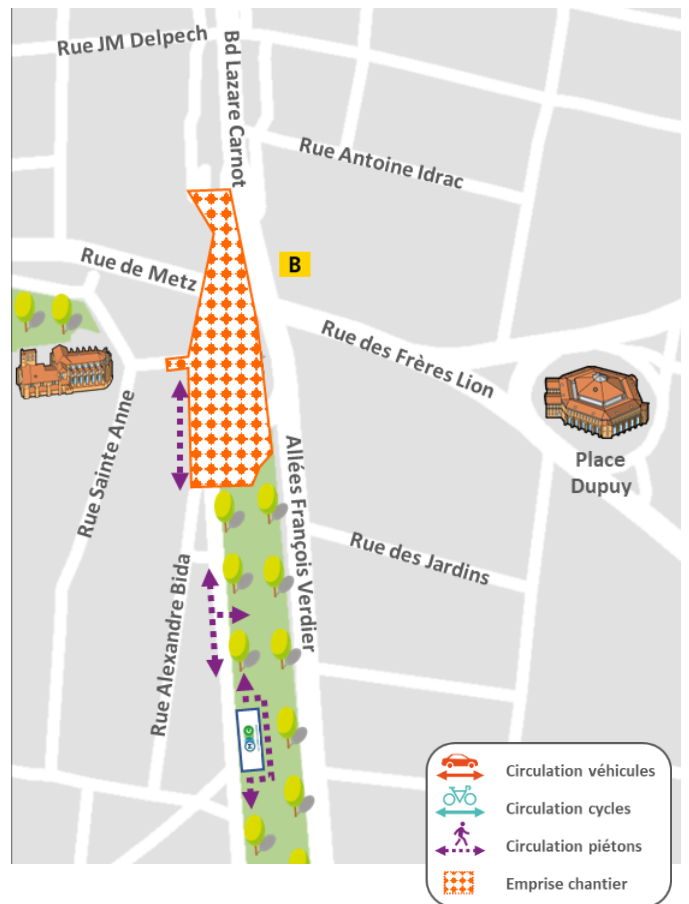 Rue JM Delpech
Bd Lazare Carnot
Rue Antoine Idrac
Rue de Metz
B
Rue des Frères Lion
Rue Sainte Anne
Place
Dupuy
Allées François Verdier
Rue des Jardins
Rue Alexandre Bida
Circulation véhicules
Circulation cycles
Circulation piétons
Emprise chantier